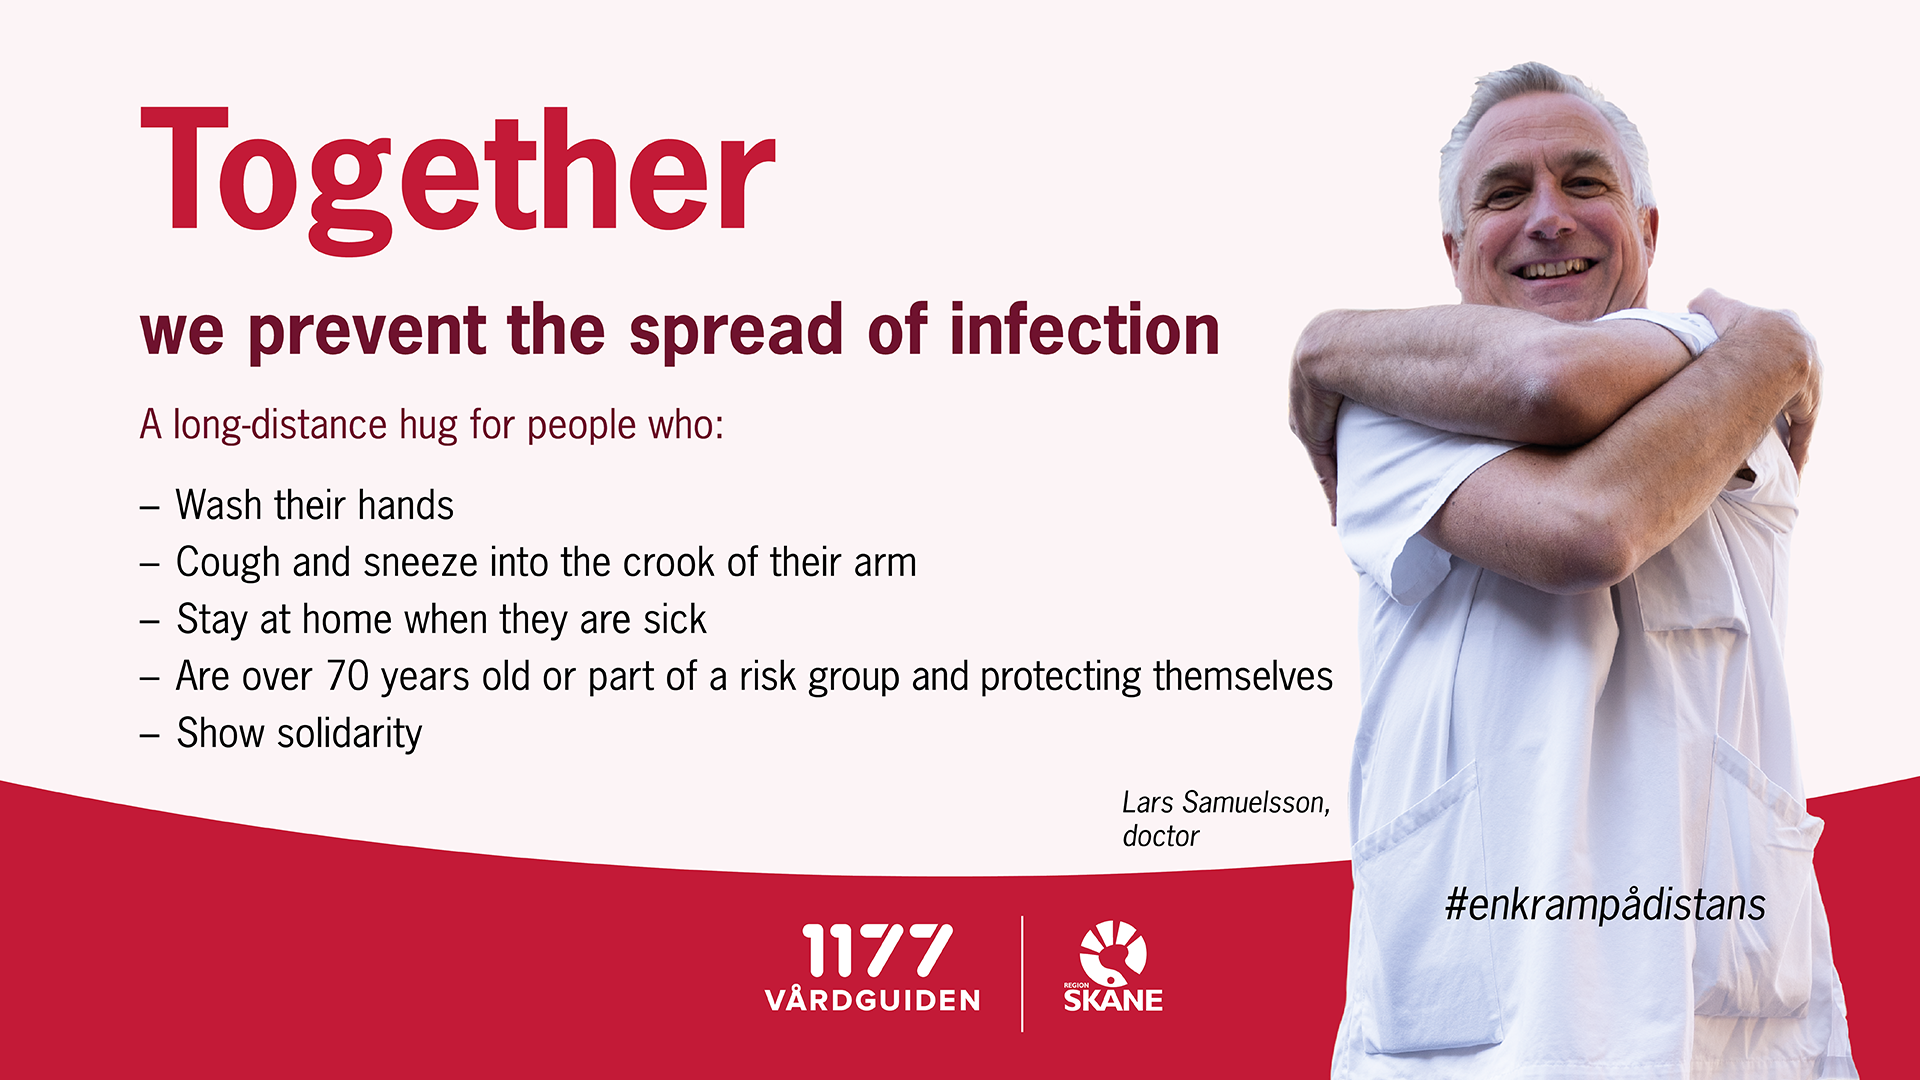 Together
we prevent the spread of infection
A long-distance hug for people who:
– Wash their hands
– Cough and sneeze into the crook of their arm
– Stay at home when they are sick
– Are over 70 years old or part of a risk group and protecting themselves
– Show solidarity
Lars Samuelsson,
doctor
#enkrampådistans
1177
VÅRDGUIDEN
REGION
SKÅNE